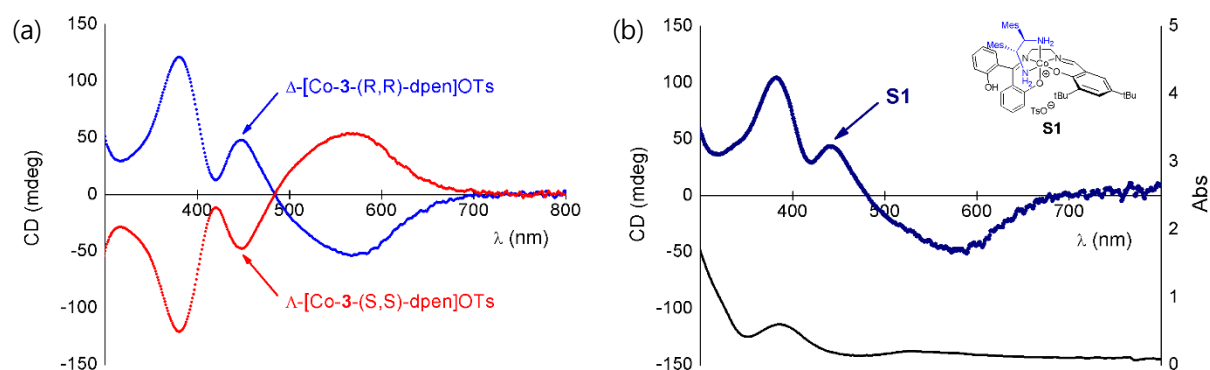 (a)
CD (mdeg)
150
100
50
0
-50
-100
-150
400
500
600
700
800
λ (nm)
Δ-[Co-3-(R,R)-dpen]OTs
Λ-[Co-3-(S,S)-dpen]OTs
(b)
CD (mdeg)
150
100
50
0
-50
-100
-150
400
500
600
700
λ (nm)
5
4
3
2
1
0
Abs
S1
Mes
Mes
NH2
N
N
Co
⊕
O
O
NH2
OH
tBu
tBu
TsO⊖
S1